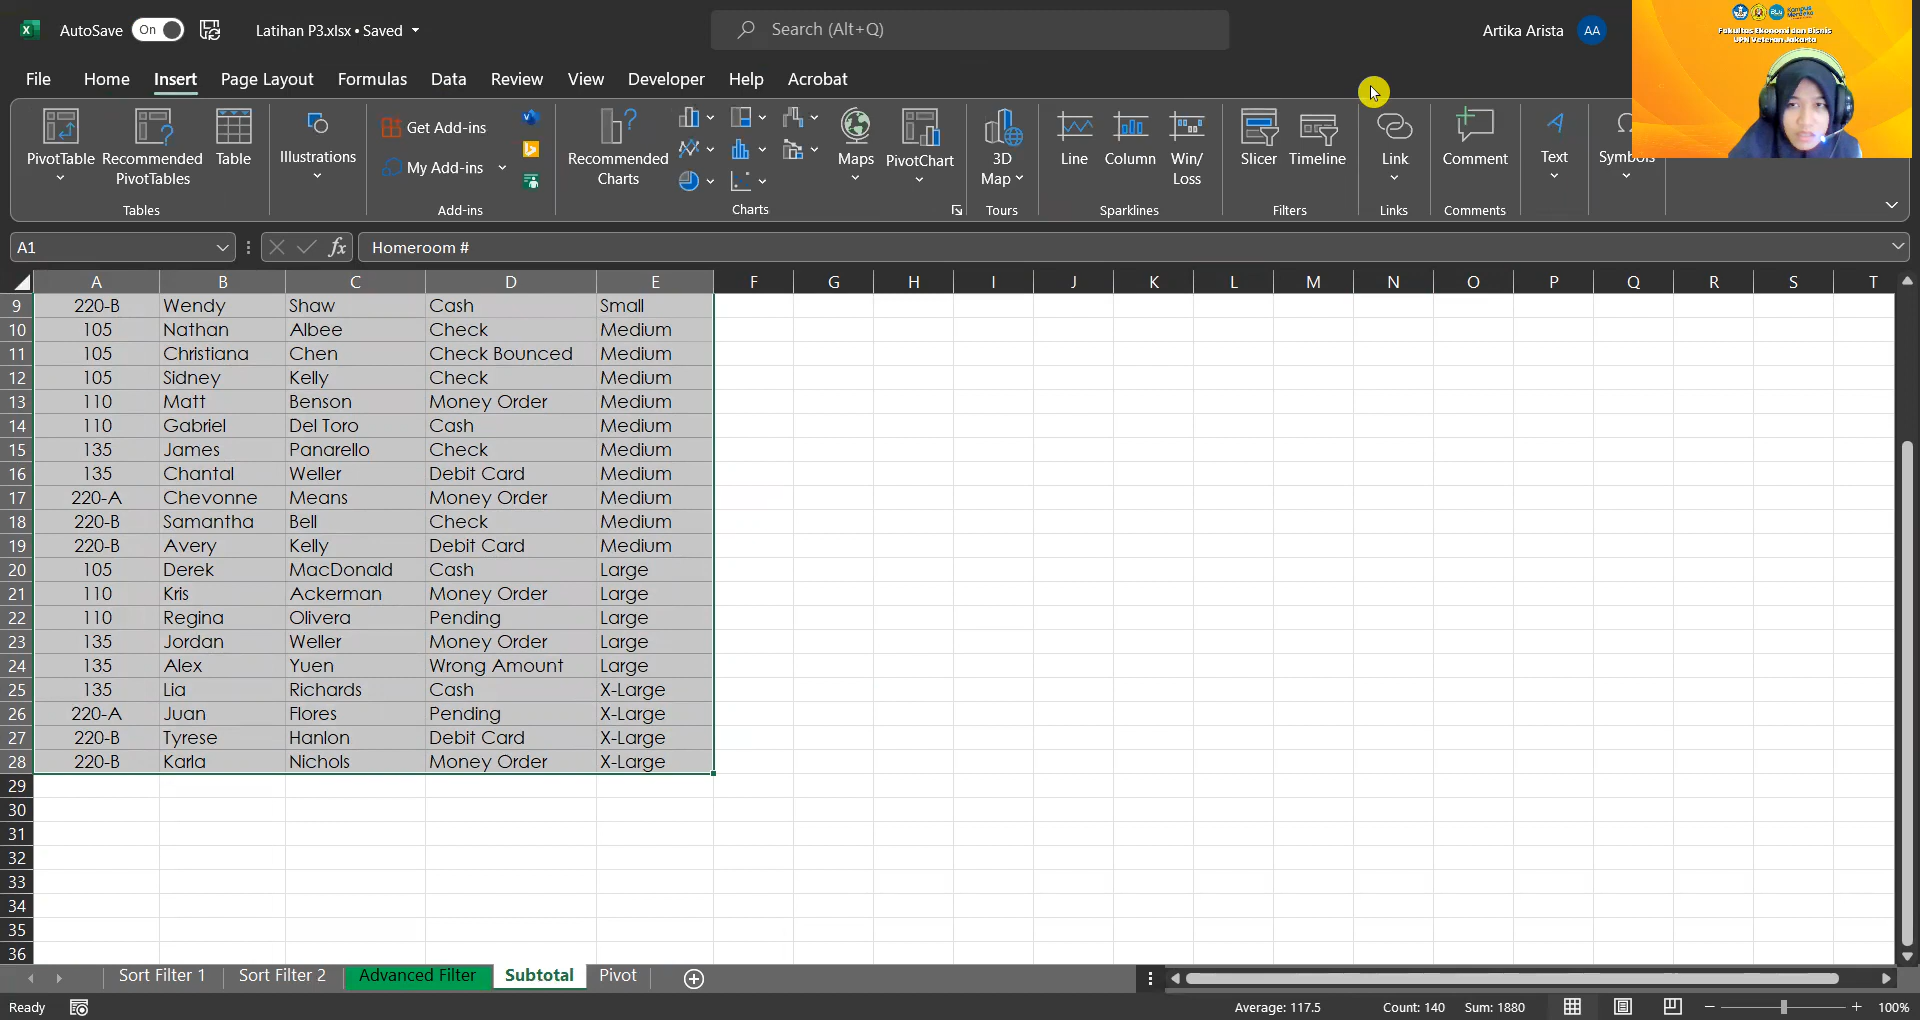 AutoSave On Latihan P3.xlsx • Saved Search (Alt+Q) Artika Arista AA
Kampus Merdeka
Fakultas Ekonomi dan Bisnis
UPN Veteran Jakarta
File Home Insert Page Layout Formulas Data Review View Developer Help Acrobat
PivotTable
Recommended PivotTables
Table
Tables
Illustrations
Get Add-ins
My Add-ins
Add-ins
Recommended Charts
Maps
PivotChart
Charts
3D Map
Tours
Line
Column
Win/Loss
Sparklines
Slicer
Timeline
Filters
Link
Links
Comment
Comments
Text
Symbols
A1 fx Homeroom #
A B C D E F G H I J K L M N O P Q R S T
9 220-B Wendy Shaw Cash Small
10 105 Nathan Albee Check Medium
11 105 Christiana Chen Check Bounced Medium
12 105 Sidney Kelly Check Medium
13 110 Matt Benson Money Order Medium
14 110 Gabriel Del Toro Cash Medium
15 135 James Panarello Check Medium
16 135 Chantal Weller Debit Card Medium
17 220-A Chevonne Means Money Order Medium
18 220-B Samantha Bell Check Medium
19 220-B Avery Kelly Debit Card Medium
20 105 Derek MacDonald Cash Large
21 110 Kris Ackerman Money Order Large
22 110 Regina Olivera Pending Large
23 135 Jordan Weller Money Order Large
24 135 Alex Yuen Wrong Amount Large
25 135 Lia Richards Cash X-Large
26 220-A Juan Flores Pending X-Large
27 220-B Tyrese Hanlon Debit Card X-Large
28 220-B Karla Nichols Money Order X-Large
29
30
31
32
33
34
35
36
Sort Filter 1 Sort Filter 2 Advanced Filter Subtotal Pivot
Ready Average: 117.5 Count: 140 Sum: 1880 100%